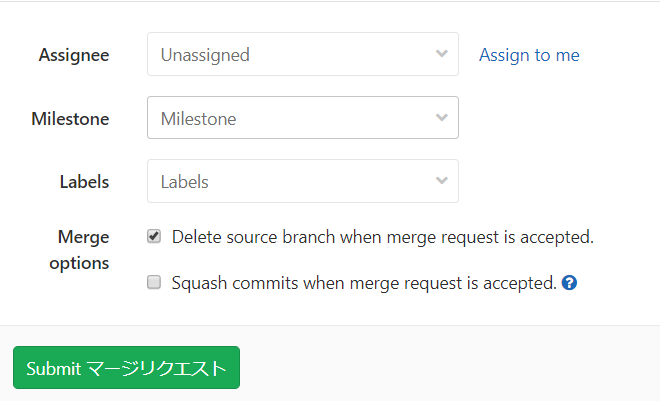 Assignee
Unassigned
Assign to me
Milestone
Milestone
Labels
Labels
Merge options
Delete source branch when merge request is accepted.
Squash commits when merge request is accepted. ?
Submit マージリクエスト